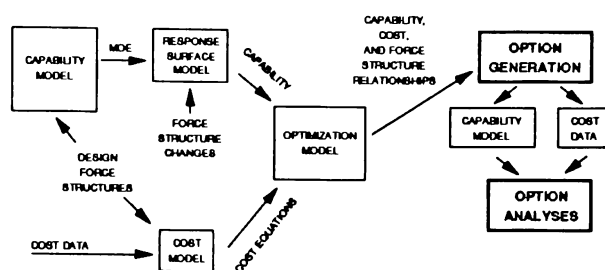 CAPABILITY
MODEL
MOE
RESPONSE
SURFACE
MODEL
CAPABILITY
FORCE
STRUCTURE
CHANGES
DESIGN
FORCE
STRUCTURES
COST DATA
COST
MODEL
COST EQUATIONS
OPTIMIZATION
MODEL
CAPABILITY,
COST,
AND FORCE
STRUCTURE
RELATIONSHIPS
OPTION
GENERATION
CAPABILITY
MODEL
COST
DATA
OPTION
ANALYSES